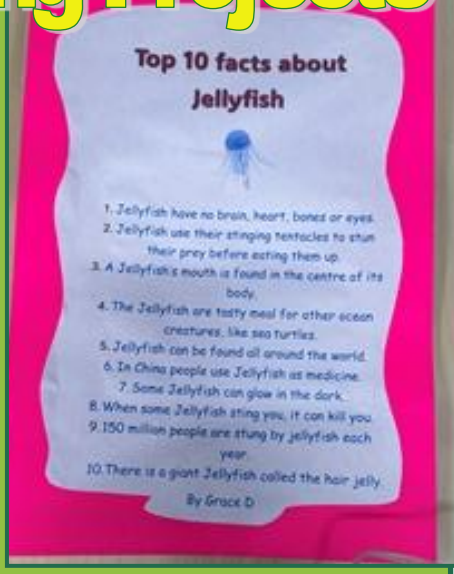 ng Projects
Top 10 facts about
Jellyfish
1. Jellyfish have no brain, heart, bones or eyes.
2. Jellyfish use their stinging tentacles to stun
their prey before eating them up.
3. A Jellyfish's mouth is found in the centre of its
body.
4. The Jellyfish are tasty meal for other ocean
creatures, like sea turtles.
5. Jellyfish can be found all around the world.
6. In China people use Jellyfish as medicine.
7. Some Jellyfish can glow in the dark.
8. When some Jellyfish sting you, it can kill you.
9. 150 million people are stung by jellyfish each
year.
10. There is a giant Jellyfish called the hair jelly.
By Grace D